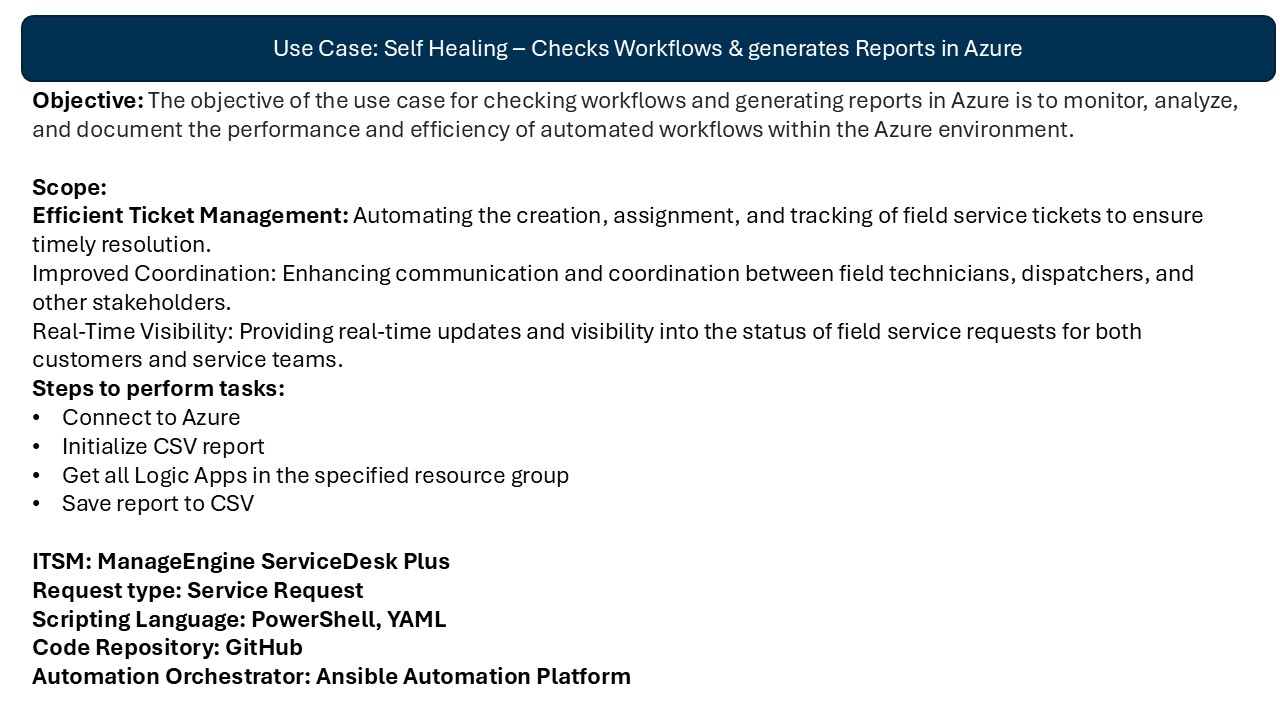 Use Case: Self Healing – Checks Workflows & generates Reports in Azure
Objective: The objective of the use case for checking workflows and generating reports in Azure is to monitor, analyze,
and document the performance and efficiency of automated workflows within the Azure environment.
Scope:
Efficient Ticket Management: Automating the creation, assignment, and tracking of field service tickets to ensure
timely resolution.
Improved Coordination: Enhancing communication and coordination between field technicians, dispatchers, and
other stakeholders.
Real-Time Visibility: Providing real-time updates and visibility into the status of field service requests for both
customers and service teams.
Steps to perform tasks:
• Connect to Azure
• Initialize CSV report
• Get all Logic Apps in the specified resource group
• Save report to CSV
ITSM: ManageEngine ServiceDesk Plus
Request type: Service Request
Scripting Language: PowerShell, YAML
Code Repository: GitHub
Automation Orchestrator: Ansible Automation Platform